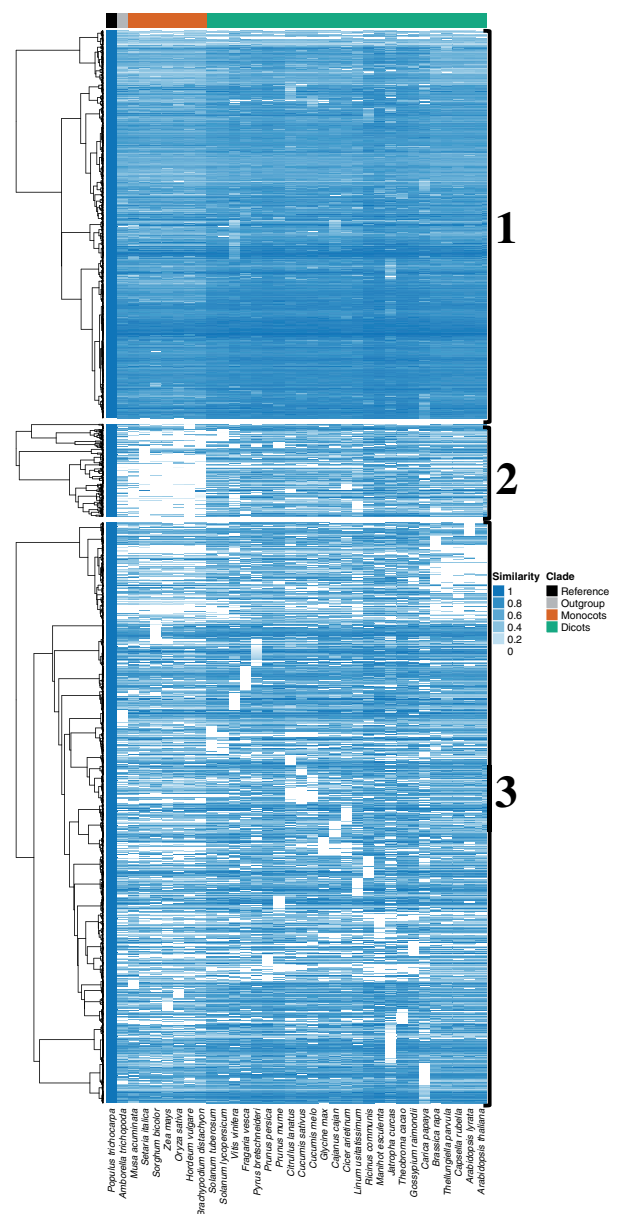 1
2
3
Similarity
1
0.8
0.6
0.4
0.2
0
Clade
Reference
Outgroup
Monocots
Dicots
Populus trichocarpa
Amborella trichopoda
Musa acuminata
Setaria italica
Sorghum bicolor
Zea mays
Oryza sativa
Hordeum vulgare
Brachypodium distachyon
Solanum tuberosum
Solanum lycopersicum
Vitis vinifera
Fragaria vesca
Pyrus bretschneideri
Prunus persica
Prunus mume
Citrullus lanatus
Cucumis sativus
Cucumis melo
Glycine max
Cajanus cajan
Cicer arietinum
Linum usitatissimum
Ricinus communis
Manihot esculenta
Jatropha curcas
Theobroma cacao
Gossypium raimondii
Carica papaya
Brassica rapa
Thellungiella parvula
Capsella rubella
Arabidopsis lyrata
Arabidopsis thaliana